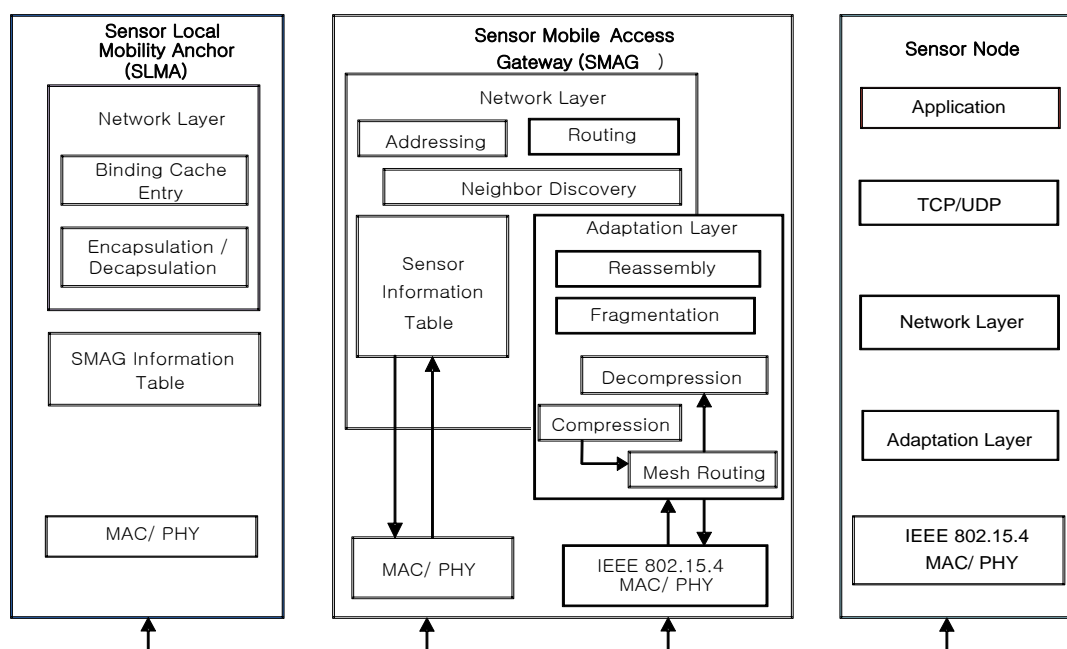 Sensor Local
Mobility Anchor
(SLMA)
Network Layer
Binding Cache
Entry
Encapsulation /
Decapsulation
SMAG Information
Table
MAC/ PHY
Sensor Mobile Access
Gateway (SMAG )
Network Layer
Addressing
Routing
Neighbor Discovery
Sensor
Information
Table
Adaptation Layer
Reassembly
Fragmentation
Decompression
Compression
Mesh Routing
MAC/ PHY
IEEE 802.15.4
MAC/ PHY
Sensor Node
Application
TCP/UDP
Network Layer
Adaptation Layer
IEEE 802.15.4
MAC/ PHY